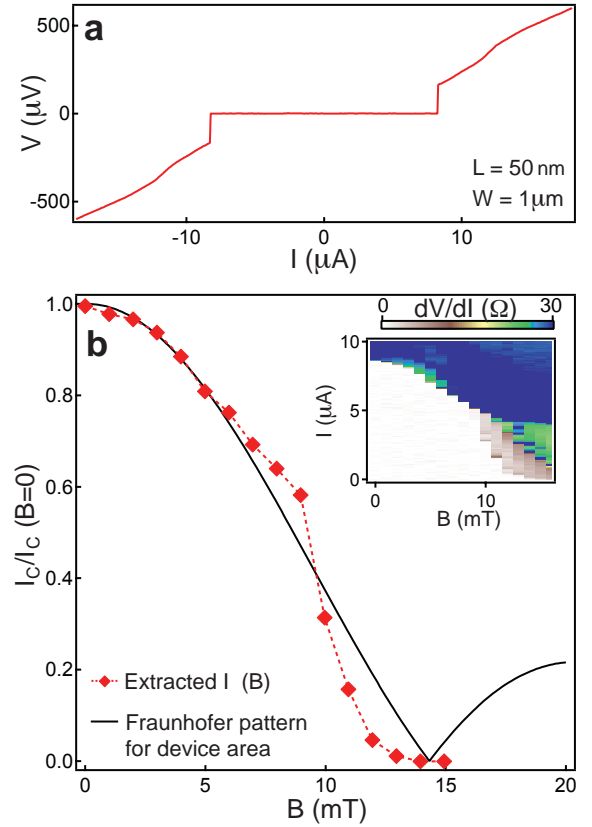 a
500
0
-500
V (μV)
L = 50 nm
W = 1μm
-10
0
10
I (μA)
b
1.0
0.8
0.6
0.4
0.2
0.0
I_C/I_C (B=0)
0
dV/dI (Ω)
30
10
5
0
I (μA)
0
10
B (mT)
Extracted I (B)
Fraunhofer pattern
for device area
0
5
10
15
20
B (mT)